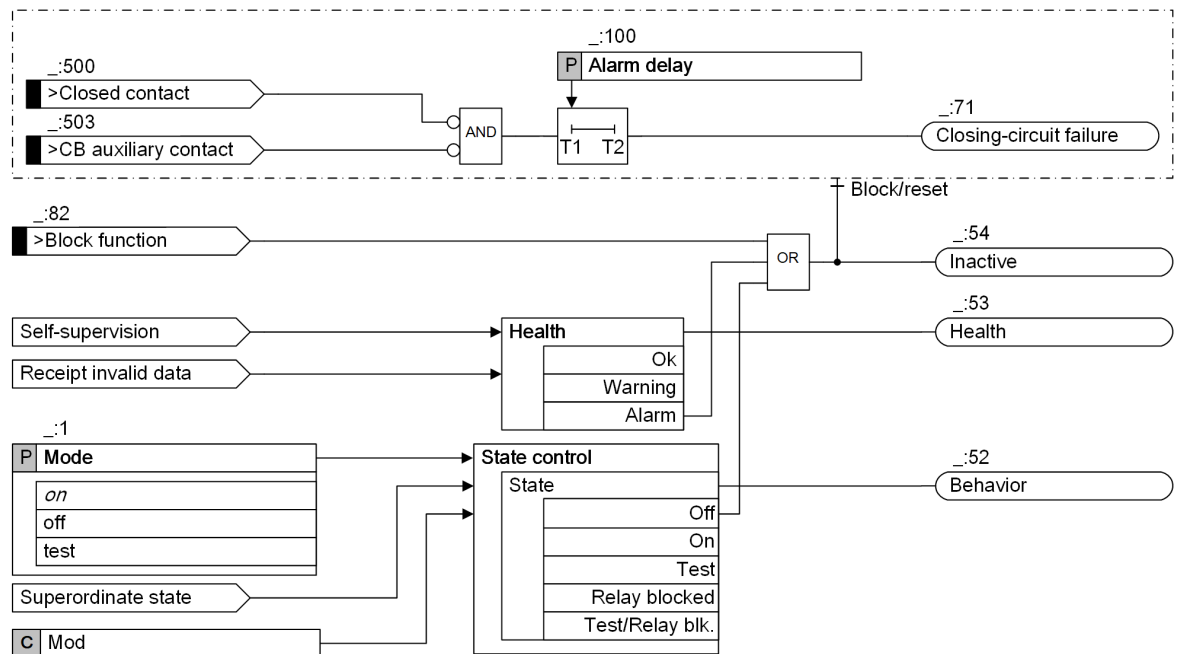 _:100
P Alarm delay
_:500
>Closed contact
_:503
>CB auxiliary contact
AND
T1 T2
_:71
Closing-circuit failure
Block/reset
_:82
>Block function
OR
_:54
Inactive
Self-supervision
Receipt invalid data
Health
Ok
Warning
Alarm
_:53
Health
_:1
P Mode
on
off
test
Superordinate state
C Mod
State control
State
Off
On
Test
Relay blocked
Test/Relay blk.
_:52
Behavior